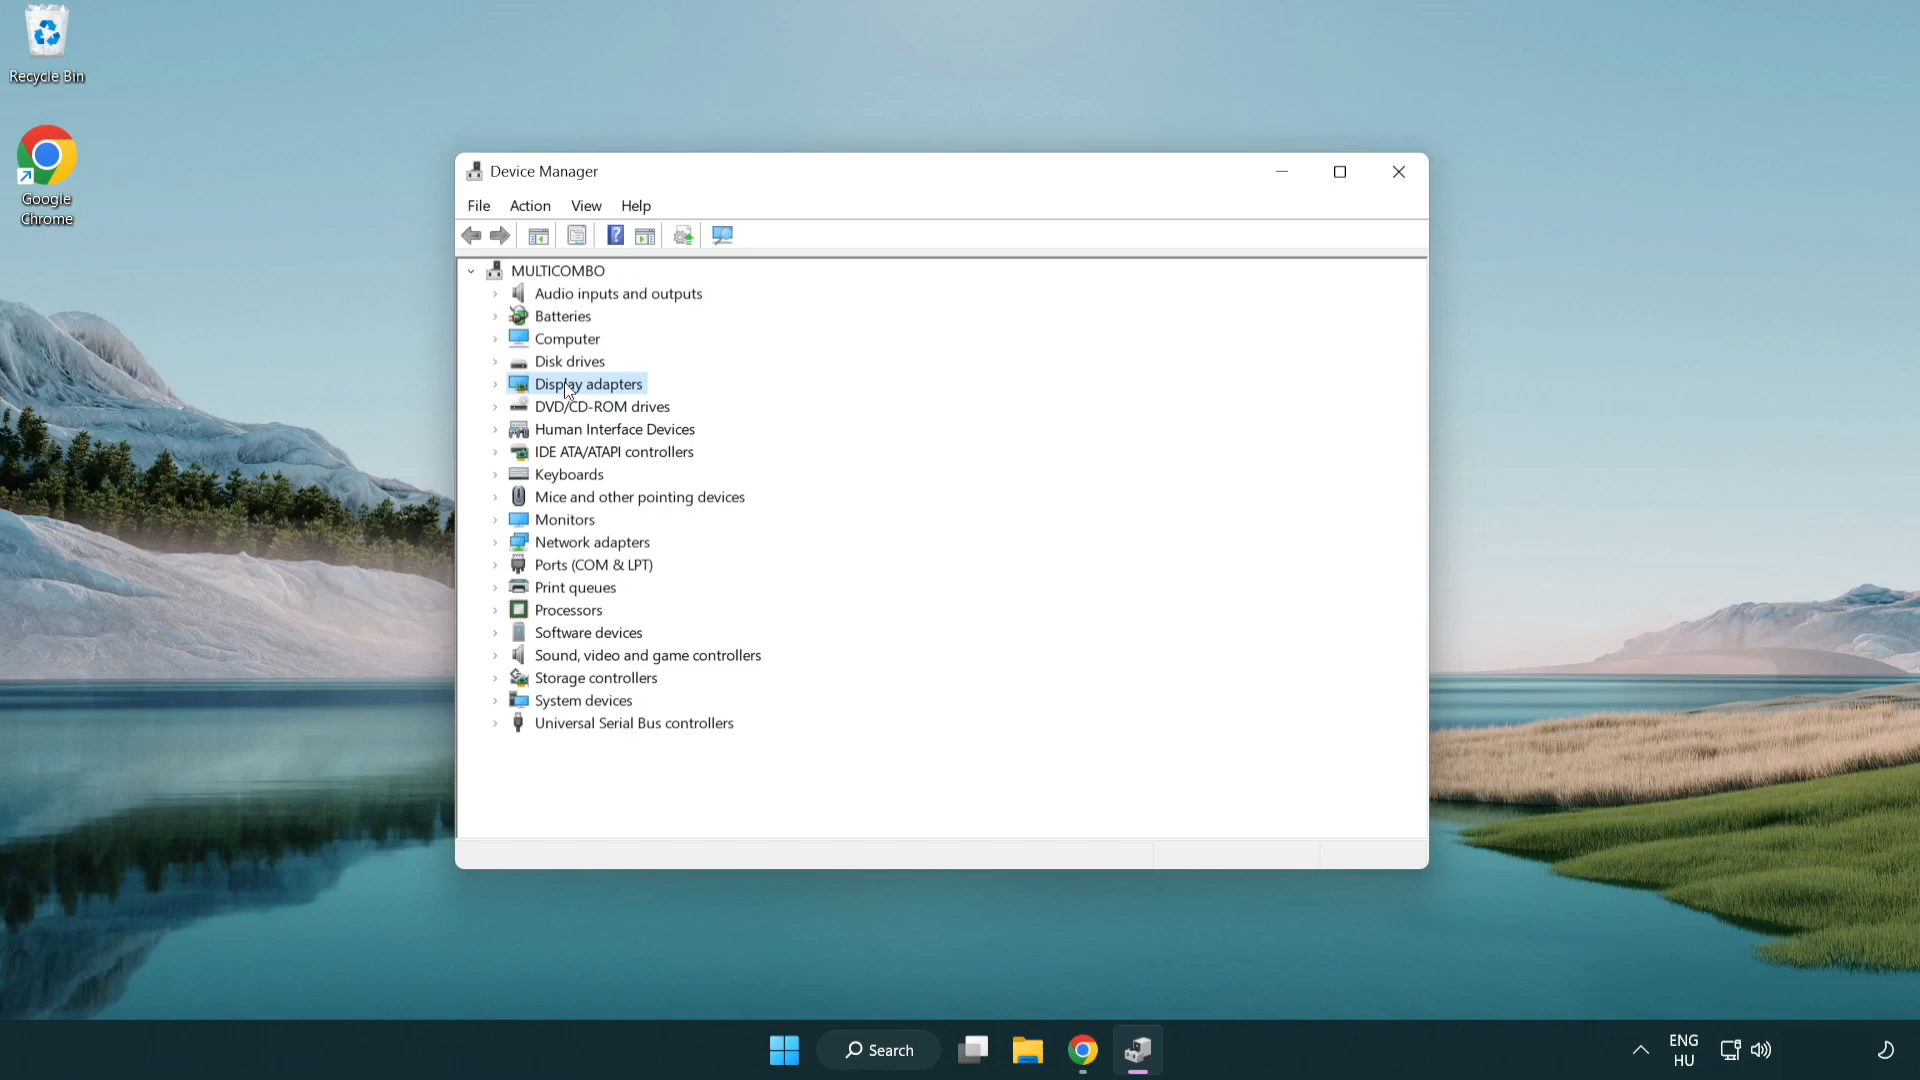 Recycle Bin
Google
Chrome
Device Manager
File Action View Help
MULTICOMBO
Audio inputs and outputs
Batteries
Computer
Disk drives
Display adapters
DVD/CD-ROM drives
Human Interface Devices
IDE ATA/ATAPI controllers
Keyboards
Mice and other pointing devices
Monitors
Network adapters
Ports (COM & LPT)
Print queues
Processors
Software devices
Sound, video and game controllers
Storage controllers
System devices
Universal Serial Bus controllers
Search
ENG
HU